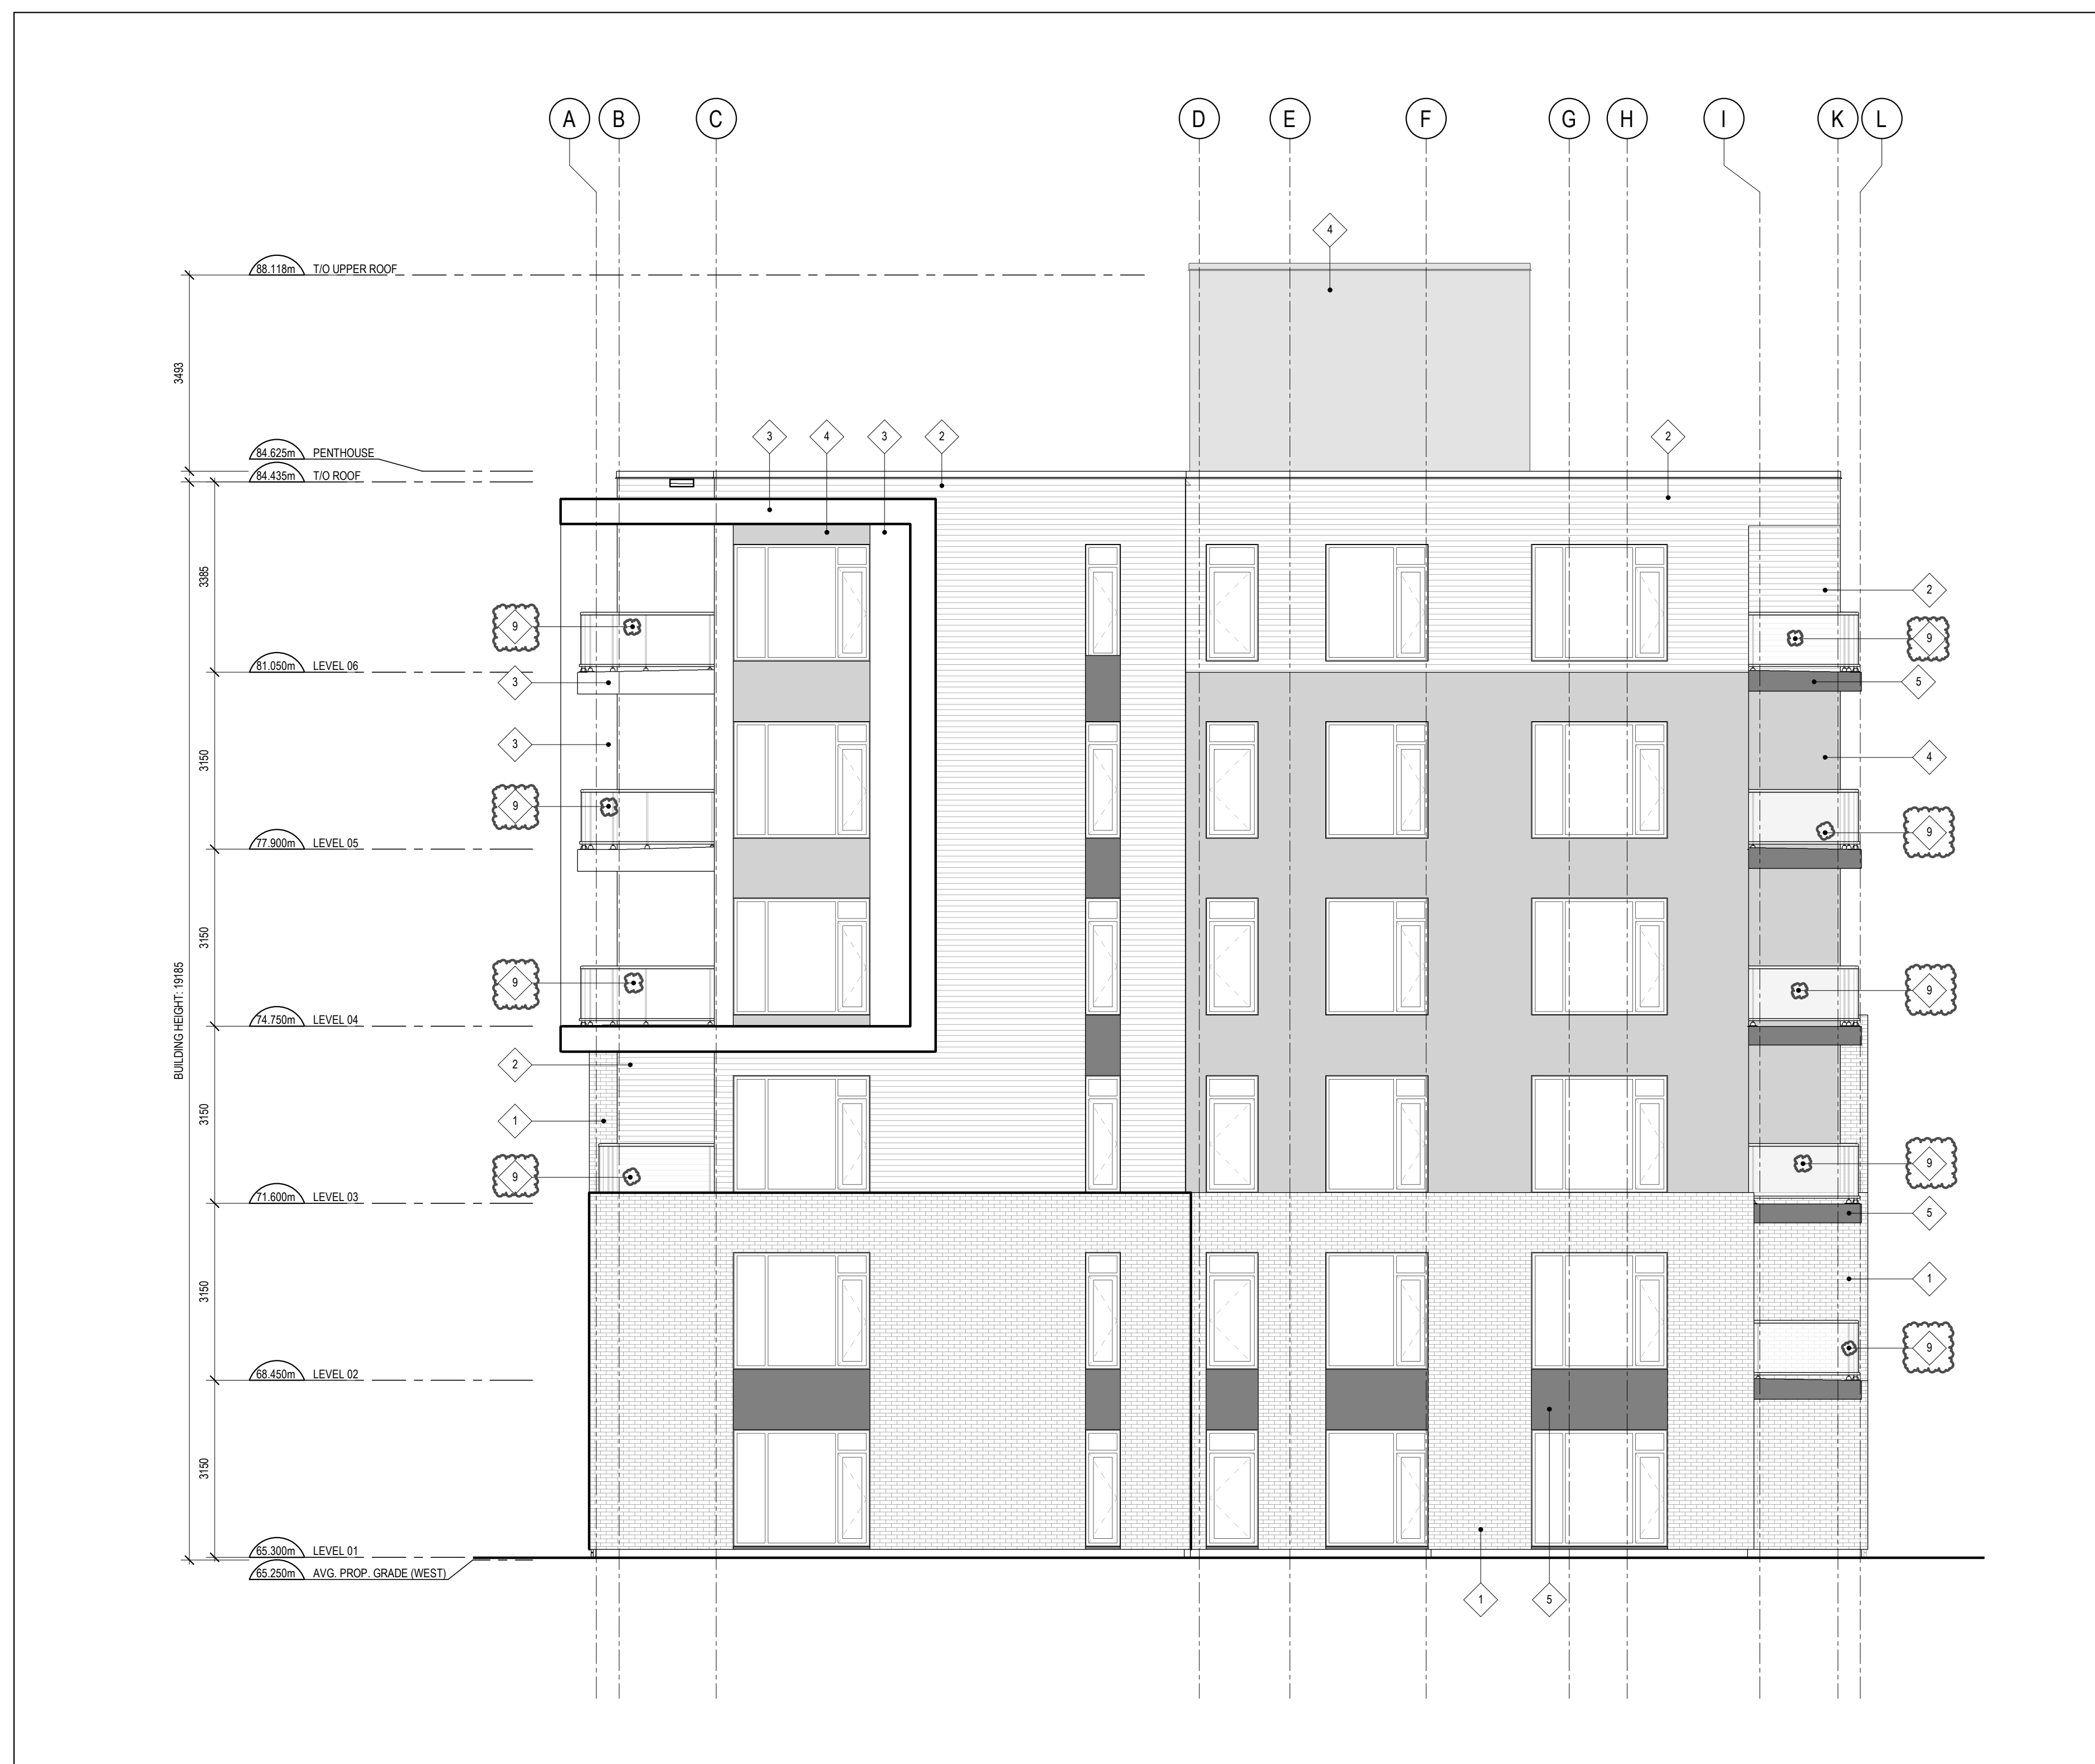 A B C D E F G H I K L
4
88.118m T/O UPPER ROOF
3493
3 4 3 2 2
84.625m PENTHOUSE
84.435m T/O ROOF
3385
2
9 9
81.050m LEVEL 06
3 5
3 4
3150
9 9
77.900m LEVEL 05
3150
9 9
BUILDING HEIGHT: 19185
74.750m LEVEL 04
2
3150
1
9 9
71.600m LEVEL 03
5
3150
1
9
68.450m LEVEL 02
3150
65.300m LEVEL 01
65.250m AVG. PROP. GRADE (WEST)
1 5